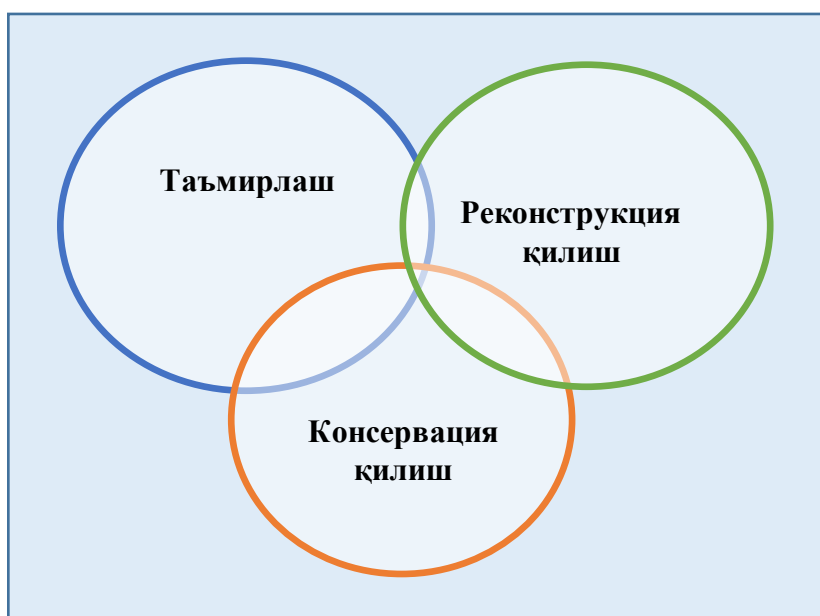 Таъмирлаш
Реконструкция
қилиш
Консервация
қилиш